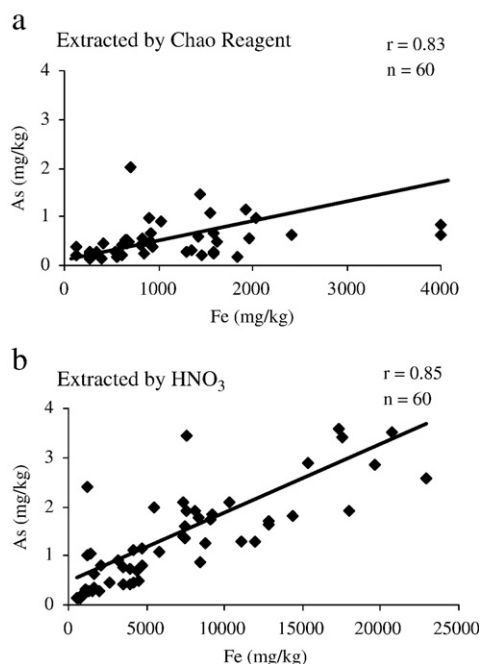 a
Extracted by Chao Reagent
r = 0.83
n = 60
4
3
2
1
0
As (mg/kg)
0 1000 2000 3000 4000
Fe (mg/kg)
b
Extracted by HNO₃
r = 0.85
n = 60
4
3
2
1
0
As (mg/kg)
0 5000 10000 15000 20000 25000
Fe (mg/kg)